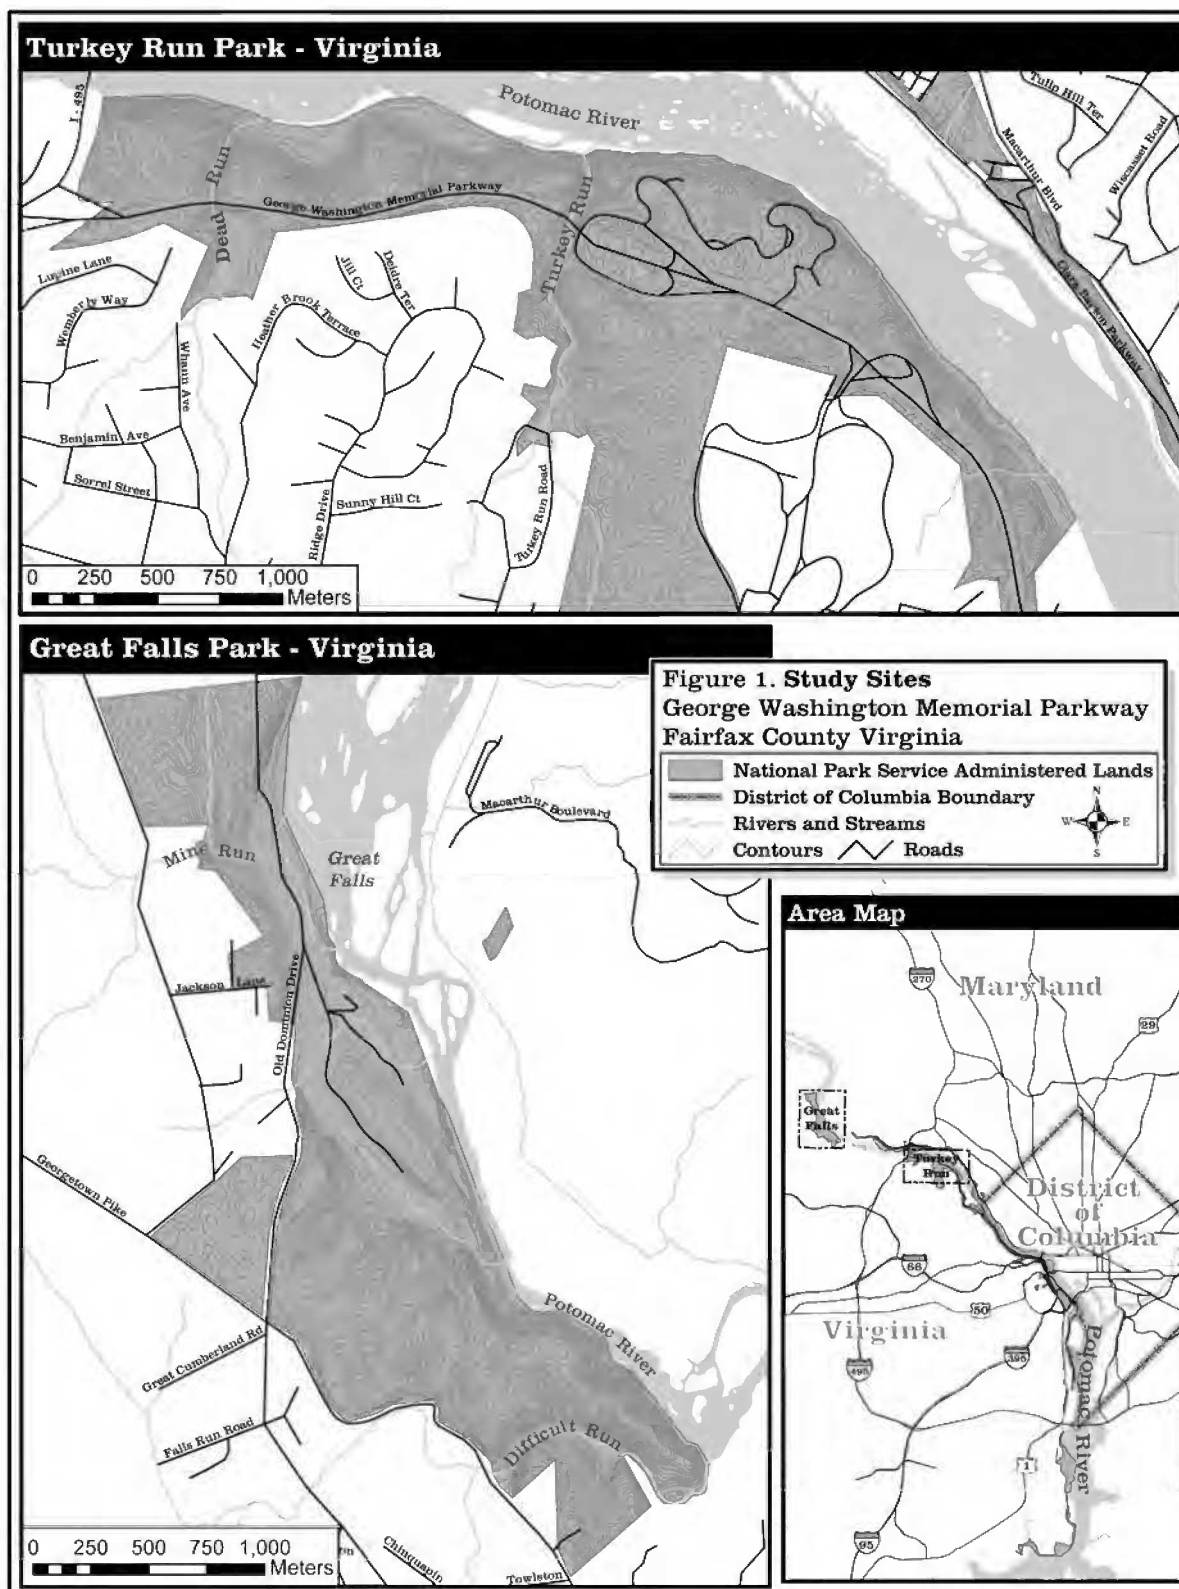 Turkey Run Park - Virginia
I - 495
Potomac River
Tulip Hill Ter
Macarthur Blvd
Wiscasset Road
Dead Run
George Washington Memorial Parkway
Turkey Run
Clara Barton Parkway
Lupine Lane
Wemberly Way
Jill Ct
Deidre Ter
Heather Brook Terrace
Whann Ave
Benjamin Ave
Sorrel Street
Ridge Drive
Sunny Hill Ct
Turkey Run Road
0 250 500 750 1,000
Meters
Great Falls Park - Virginia
Figure 1. Study Sites
George Washington Memorial Parkway
Fairfax County Virginia
National Park Service Administered Lands
District of Columbia Boundary
Rivers and Streams
Contours Roads
N
W E
S
Macarthur Boulevard
Mine Run
Great
Falls
Jackson Lane
Old Dominion Drive
Georgetown Pike
Great Cumberland Rd
Falls Run Road
Potomac River
Difficult Run
Chinquapin
Towlston
0 250 500 750 1,000
Meters
Area Map
270
Maryland
29
Great
Falls
Turkey
Run
District
of
Columbia
66
50
Virginia
495
395
Potomac River
1
95